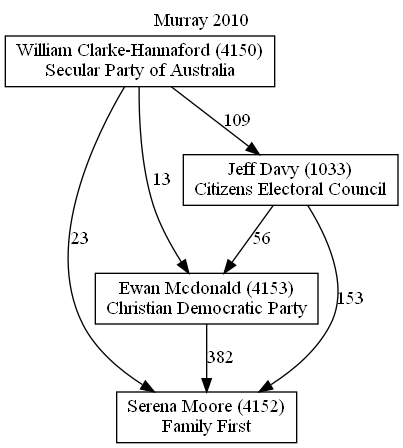 Murray 2010
William Clarke-Hannaford (4150)
Secular Party of Australia
109
Jeff Davy (1033)
Citizens Electoral Council
13
23
56
Ewan Mcdonald (4153)
Christian Democratic Party
153
382
Serena Moore (4152)
Family First